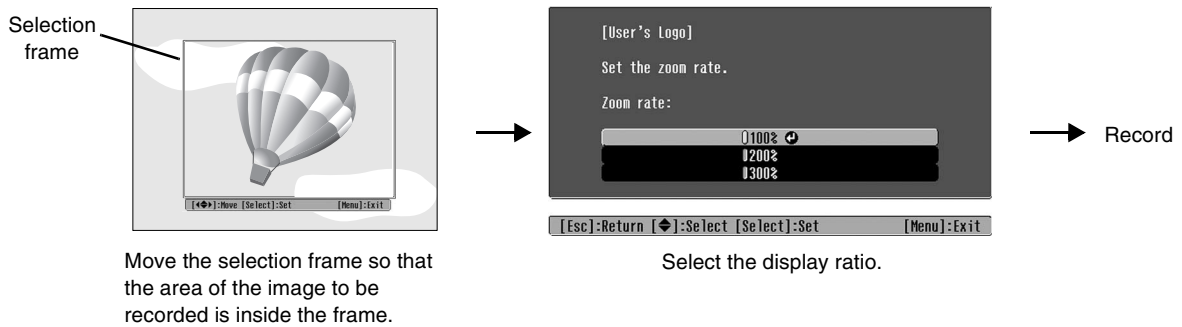 Selection
frame
[◀◆▶]:Move [Select]:Set [Menu]:Exit
Move the selection frame so that
the area of the image to be
recorded is inside the frame.
[User's Logo]
Set the zoom rate.
Zoom rate:
100%
200%
300%
[Esc]:Return [◆]:Select [Select]:Set [Menu]:Exit
Select the display ratio.
Record